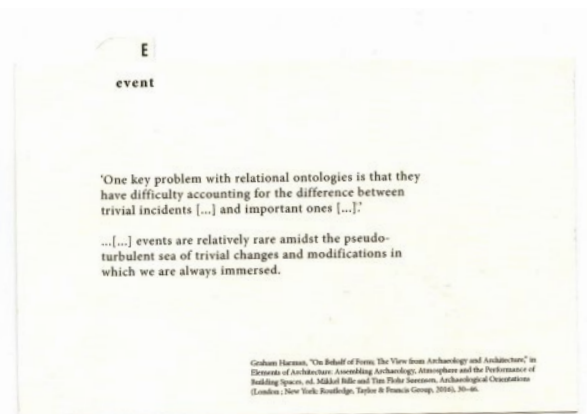 E
event
'One key problem with relational ontologies is that they
have difficulty accounting for the difference between
trivial incidents [...] and important ones [...].'
...[...] events are relatively rare amidst the pseudo-
turbulent sea of trivial changes and modifications in
which we are always immersed.
Graham Harman, "On Behalf of Form: The View from Archaeology and Architecture," in
Elements of Architecture: Assembling Archaeology, Atmosphere and the Performance of
Building Spaces, ed. Mikkel Bille and Tim Flohr Sørensen, Archaeological Orientations
(London ; New York: Routledge, Taylor & Francis Group, 2016), 30–46.